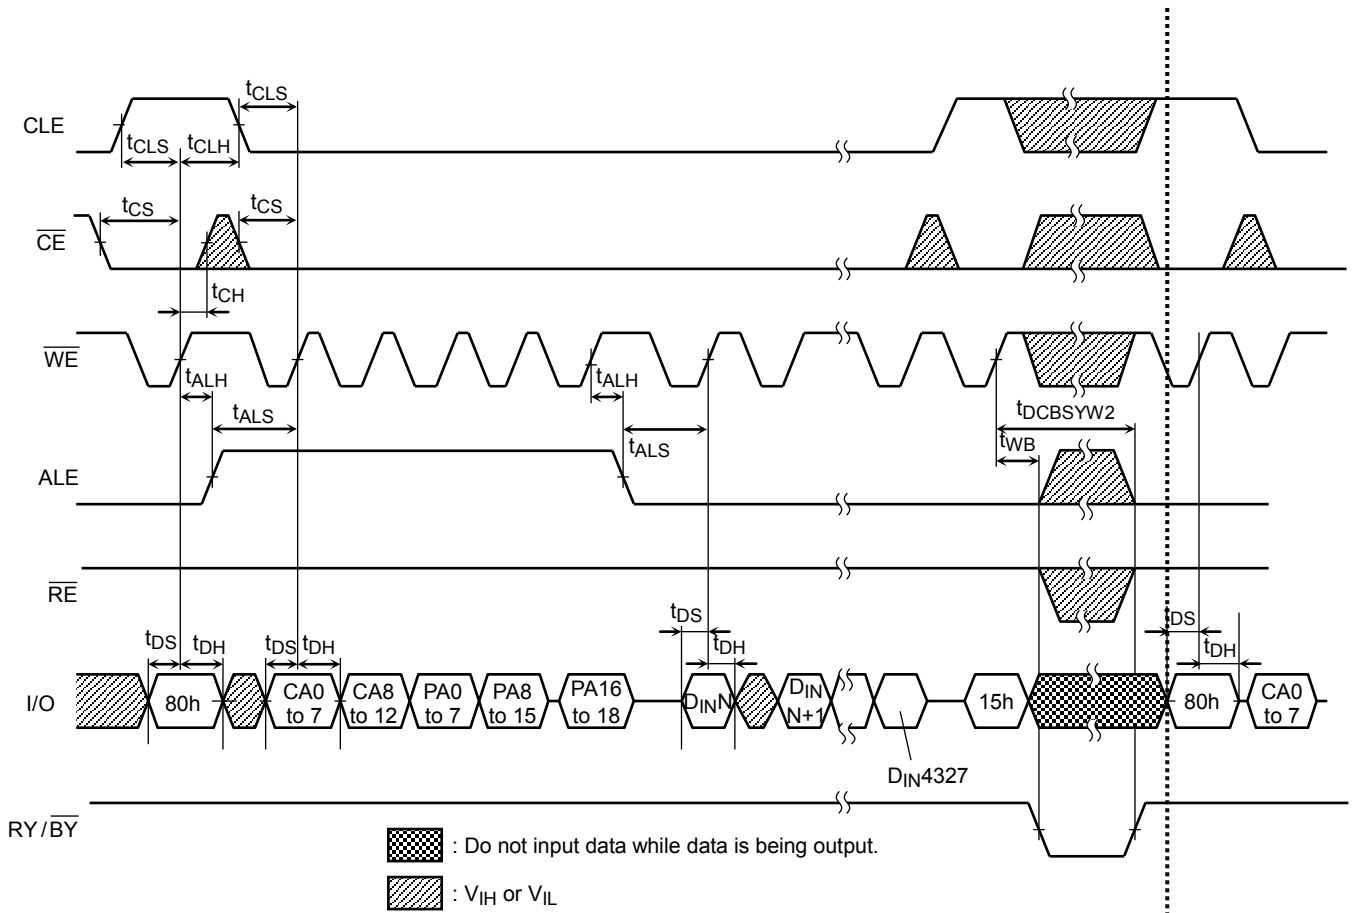 tCLS
CLE
tCLS tCLH
tCS tCS
CE
tCH
WE
tALH tALH
tDCBSYW2
tALS tALS
tWB
ALE
RE
tDS tDS
tDH tDH
tDS tDH tDS tDH
I/O 80h CA0 to 7 CA8 to 12 PA0 to 7 PA8 to 15 PA16 to 18 DINN DIN N+1 15h 80h CA0 to 7
DIN4327
RY/BY
: Do not input data while data is being output.
: VIH or VIL